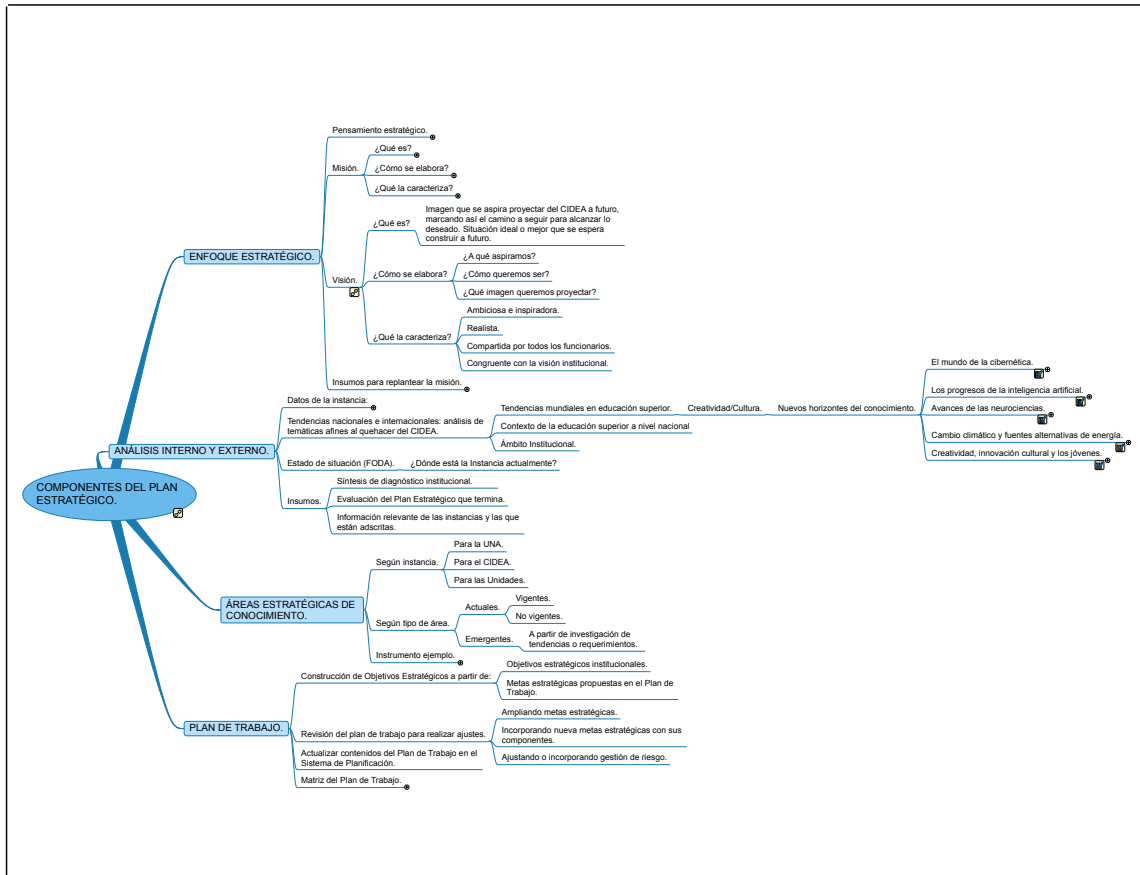 COMPONENTES DEL PLAN
ESTRATÉGICO.
ENFOQUE ESTRATÉGICO.
Pensamiento estratégico.
Misión.
¿Qué es?
¿Cómo se elabora?
¿Qué la caracteriza?
Visión.
¿Qué es?
Imagen que se aspira proyectar del CIDEA a futuro,
marcando así el camino a seguir para alcanzar lo
deseado. Situación ideal o mejor que se espera
construir a futuro.
¿Cómo se elabora?
¿A qué aspiramos?
¿Cómo queremos ser?
¿Qué imagen queremos proyectar?
¿Qué la caracteriza?
Ambiciosa e inspiradora.
Realista.
Compartida por todos los funcionarios.
Congruente con la visión institucional.
Insumos para replantear la misión.
ANÁLISIS INTERNO Y EXTERNO.
Datos de la instancia:
Tendencias nacionales e internacionales: análisis de
temáticas afines al quehacer del CIDEA.
Tendencias mundiales en educación superior.
Creatividad/Cultura.
Nuevos horizontes del conocimiento.
El mundo de la cibernética.
Los progresos de la inteligencia artificial.
Avances de las neurociencias.
Cambio climático y fuentes alternativas de energía.
Creatividad, innovación cultural y los jóvenes.
Contexto de la educación superior a nivel nacional
Ámbito Institucional.
Estado de situación (FODA).
¿Dónde está la Instancia actualmente?
Insumos.
Síntesis de diagnóstico institucional.
Evaluación del Plan Estratégico que termina.
Información relevante de las instancias y las que
están adscritas.
ÁREAS ESTRATÉGICAS DE
CONOCIMIENTO.
Según instancia.
Para la UNA.
Para el CIDEA.
Para las Unidades.
Según tipo de área.
Actuales.
Vigentes.
No vigentes.
Emergentes.
A partir de investigación de
tendencias o requerimientos.
Instrumento ejemplo.
PLAN DE TRABAJO.
Construcción de Objetivos Estratégicos a partir de:
Objetivos estratégicos institucionales.
Metas estratégicas propuestas en el Plan de
Trabajo.
Revisión del plan de trabajo para realizar ajustes.
Ampliando metas estratégicas.
Incorporando nueva metas estratégicas con sus
componentes.
Ajustando o incorporando gestión de riesgo.
Actualizar contenidos del Plan de Trabajo en el
Sistema de Planificación.
Matriz del Plan de Trabajo.